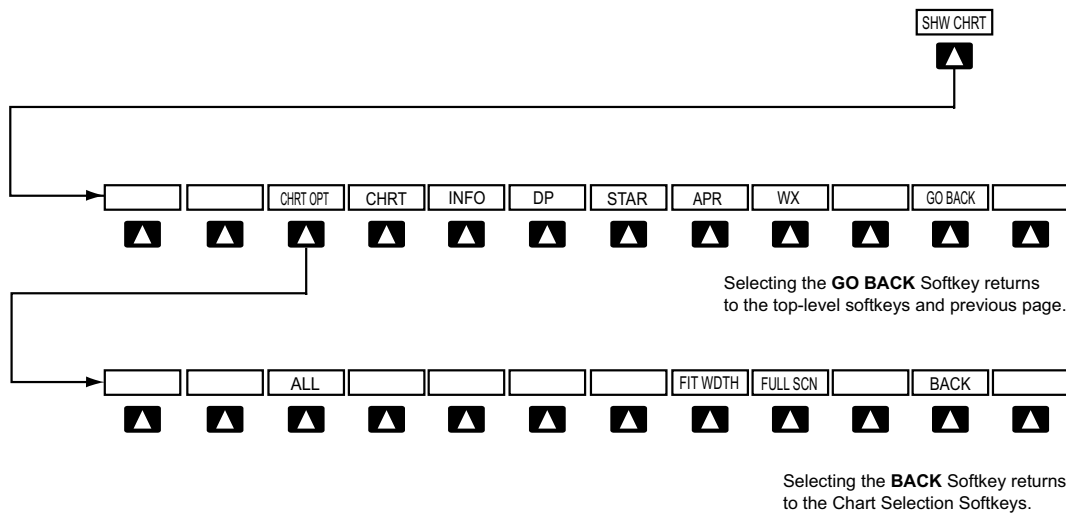 SHW CHRT
CHRT OPT CHRT INFO DP STAR APR WX GO BACK
Selecting the GO BACK Softkey returns
to the top-level softkeys and previous page.
ALL FIT WDTH FULL SCN BACK
Selecting the BACK Softkey returns
to the Chart Selection Softkeys.